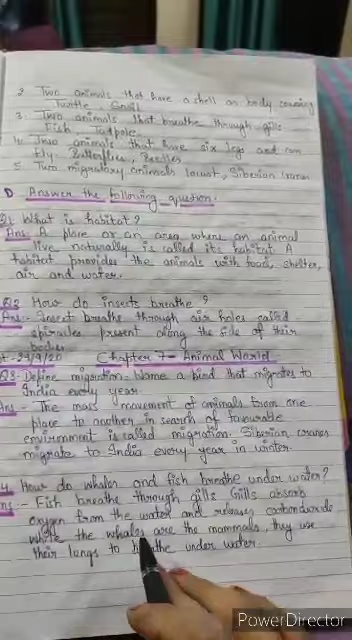 2. Two animals that have a shell on body covering
Turtle, Snail
3. Two animals that breathe through gills
Fish, Tadpole
4. Two animals that have six legs and can
fly. Butterflies, Beetles
5. Two migratory animals locust, Siberian cranes
D Answer the following question.
Q1 What is habitat?
Ans. A place or an area where an animal
live naturally is called its habitat A
habitat provides the animals with food, shelter,
air and water.
Q2 How do insects breathe?
Ans:- Insect breathe through air holes called
spiracles present along the side of their
bodies
24/9/20 Chapter 7- Animal World
Q3- Define migration. Name a bird that migrates to
India every year
Ans - The mass movement of animals from one
place to another in search of favourable
environment is called migration. Siberian cranes
migrate to India every year in winter
4 How do whales and fish breathe under water?
Ans:- Fish breathe through gills Gills absorb
oxygen from the water and releases carbondioxide
while the whales are the mammals, they use
their lungs to under water.
PowerDirector